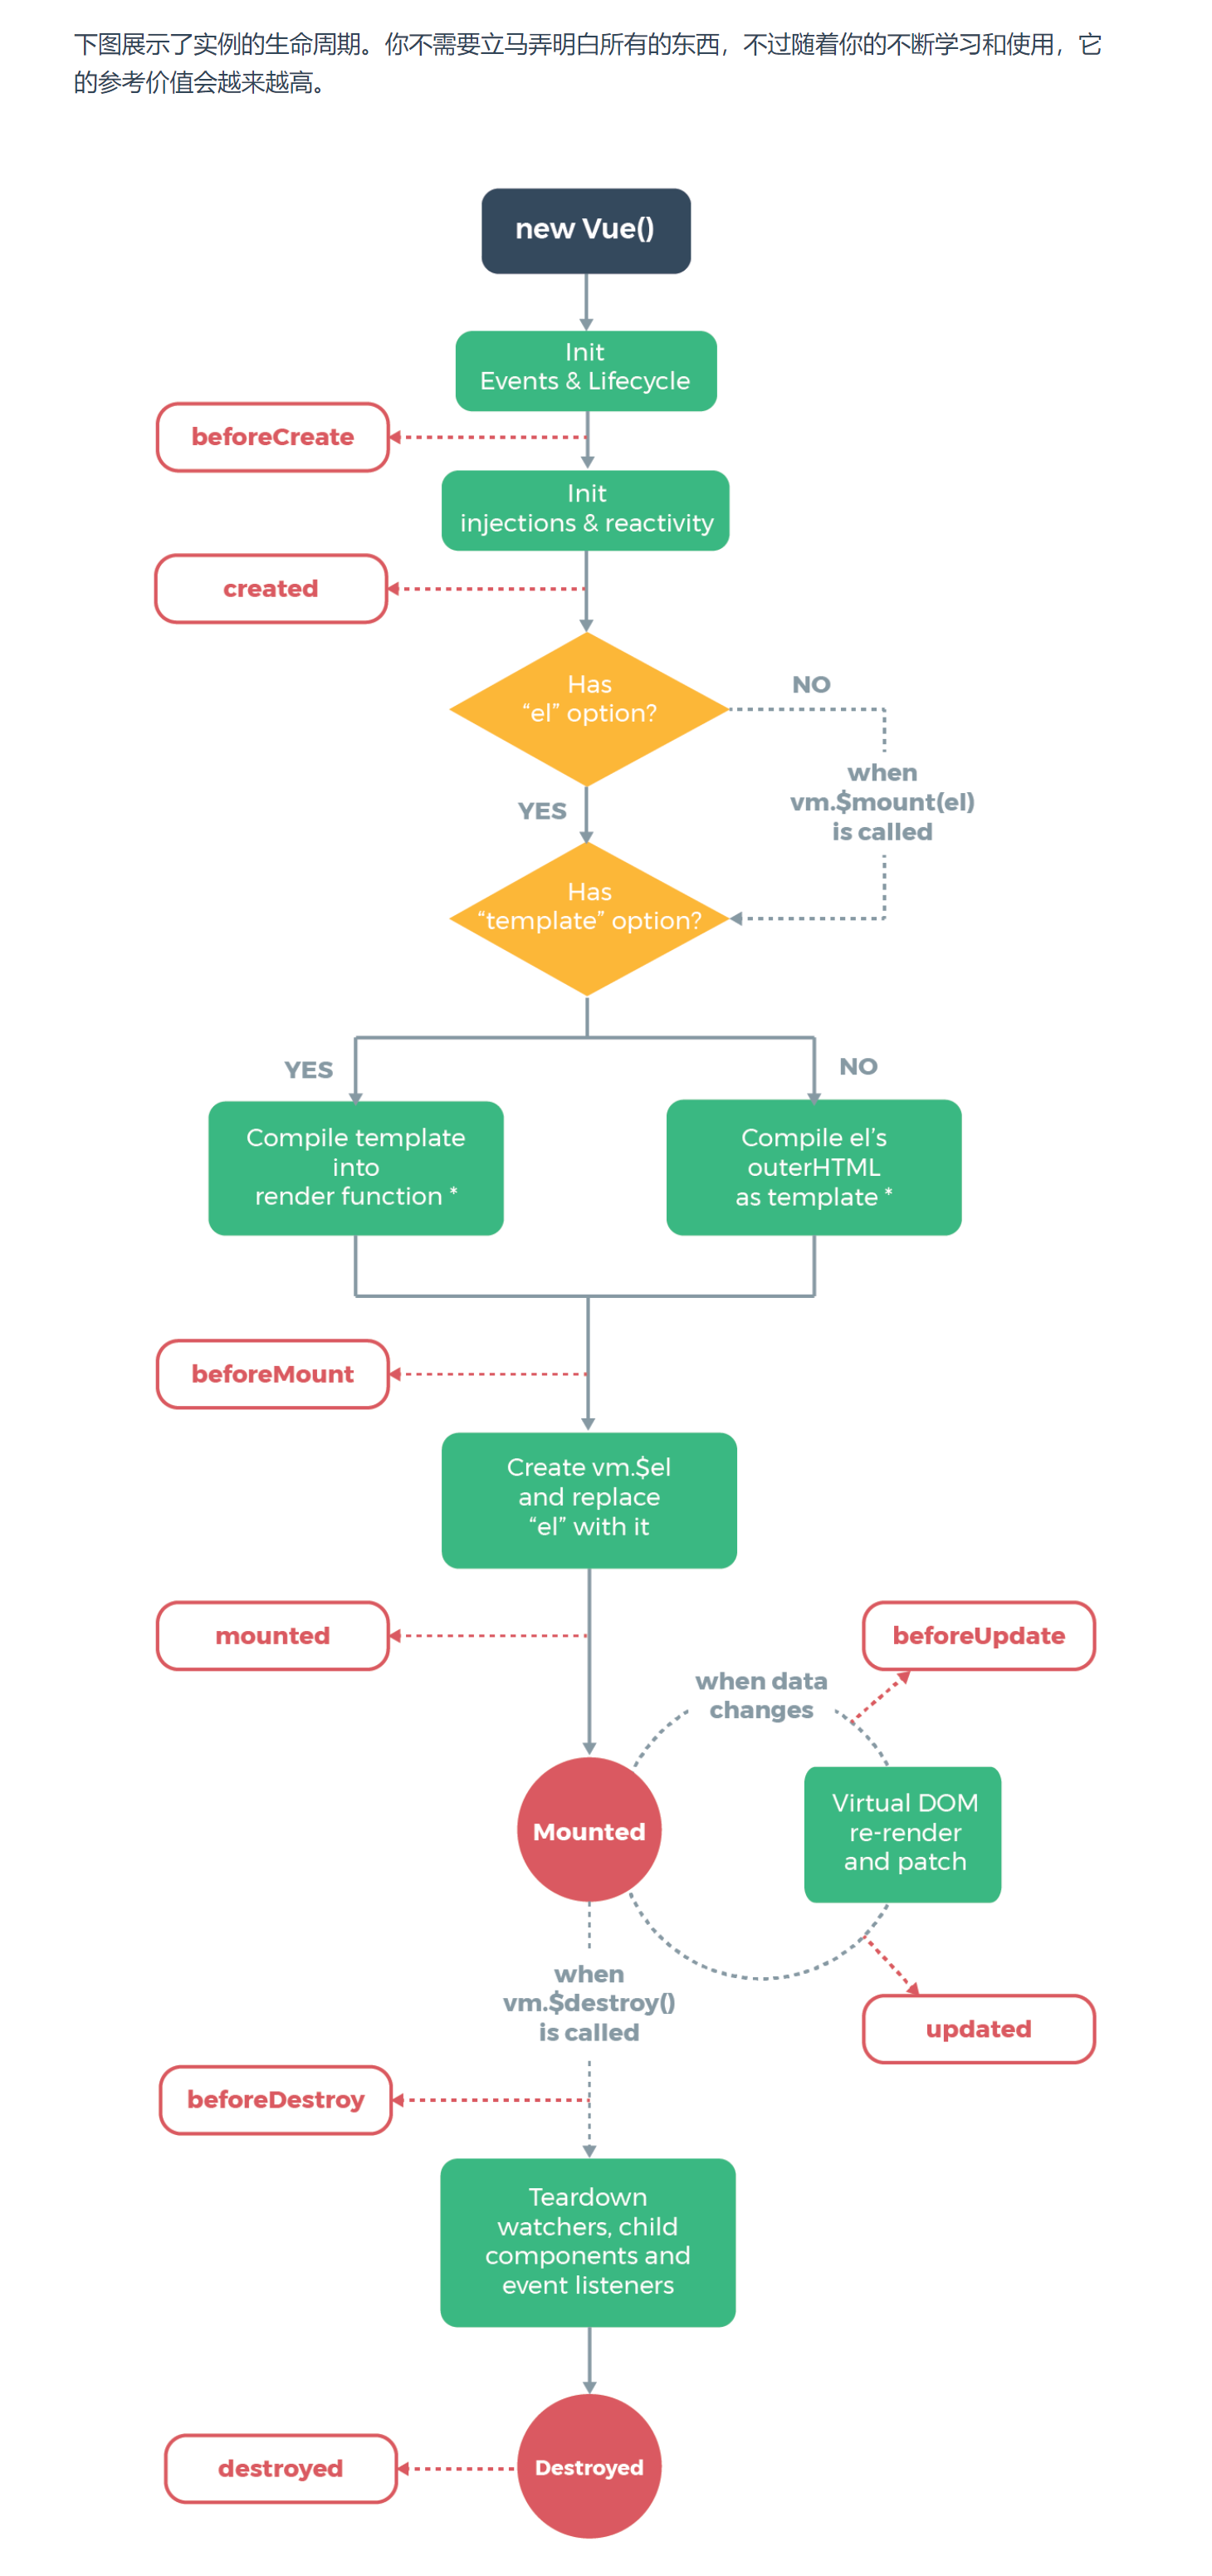 下图展示了实例的生命周期。你不需要立马弄明白所有的东西，不过随着你的不断学习和使用，它
的参考价值会越来越高。
new Vue()
Init
Events & Lifecycle
beforeCreate
Init
injections & reactivity
created
Has
“el” option?
NO
when
vm.$mount(el)
is called
YES
Has
“template” option?
YES
NO
Compile template
into
render function *
Compile el’s
outerHTML
as template *
beforeMount
Create vm.$el
and replace
“el” with it
mounted
beforeUpdate
when data
changes
Mounted
Virtual DOM
re-render
and patch
when
vm.$destroy()
is called
updated
beforeDestroy
Teardown
watchers, child
components and
event listeners
destroyed
Destroyed